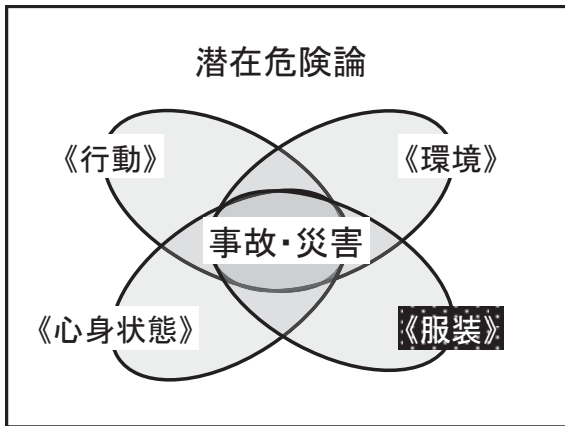 潜在危険論
《行動》
《環境》
事故・災害
《心身状態》
《服装》